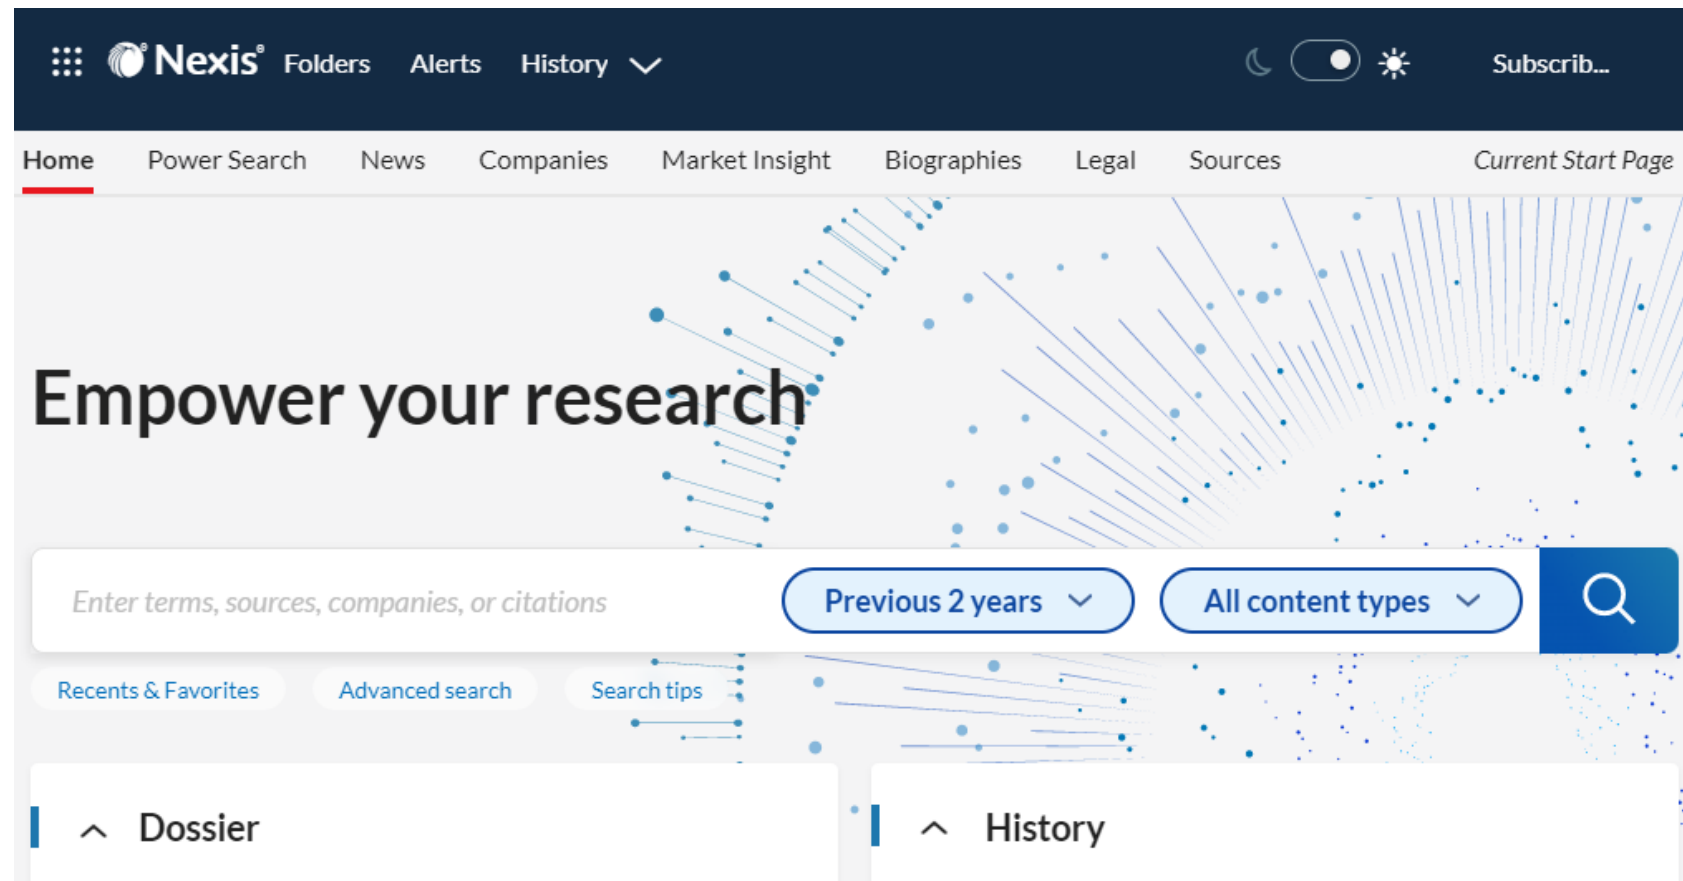 Nexis® Folders Alerts History Subscrib...
Home Power Search News Companies Market Insight Biographies Legal Sources Current Start Page
Empower your research
Enter terms, sources, companies, or citations Previous 2 years All content types
Recents & Favorites Advanced search Search tips
Dossier History